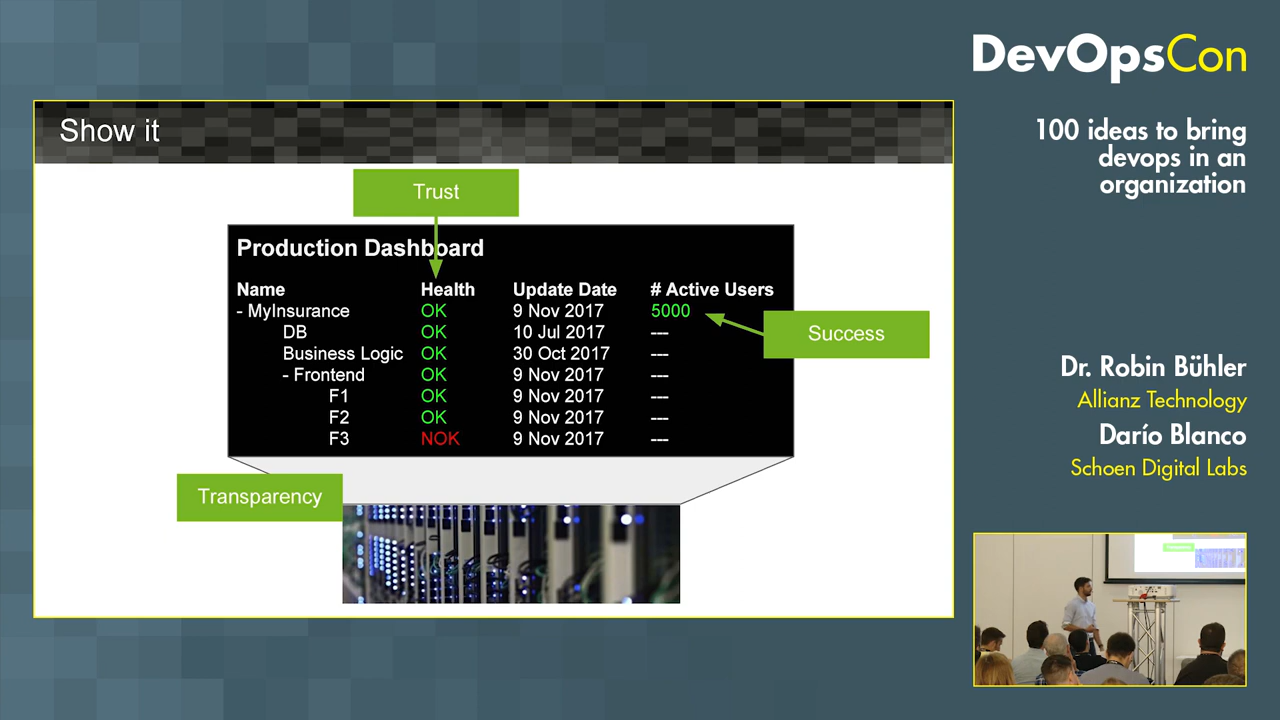 DevOpsCon
100 ideas to bring
devops in an
organization
Show it
Trust
Production Dashboard
Name Health Update Date # Active Users
- MyInsurance OK 9 Nov 2017 5000
DB OK 10 Jul 2017 ---
Business Logic OK 30 Oct 2017 ---
- Frontend OK 9 Nov 2017 ---
F1 OK 9 Nov 2017 ---
F2 OK 9 Nov 2017 ---
F3 NOK 9 Nov 2017 ---
Success
Transparency
Dr. Robin Bühler
Allianz Technology
Darío Blanco
Schoen Digital Labs